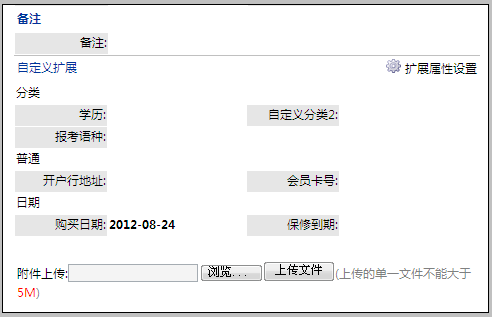 备注
备注:
自定义扩展 扩展属性设置
分类
学历: 自定义分类2:
报考语种:
普通
开户行地址: 会员卡号:
日期
购买日期: 2012-08-24 保修到期:
附件上传: 浏览... 上传文件 (上传的单一文件不能大于
5M)